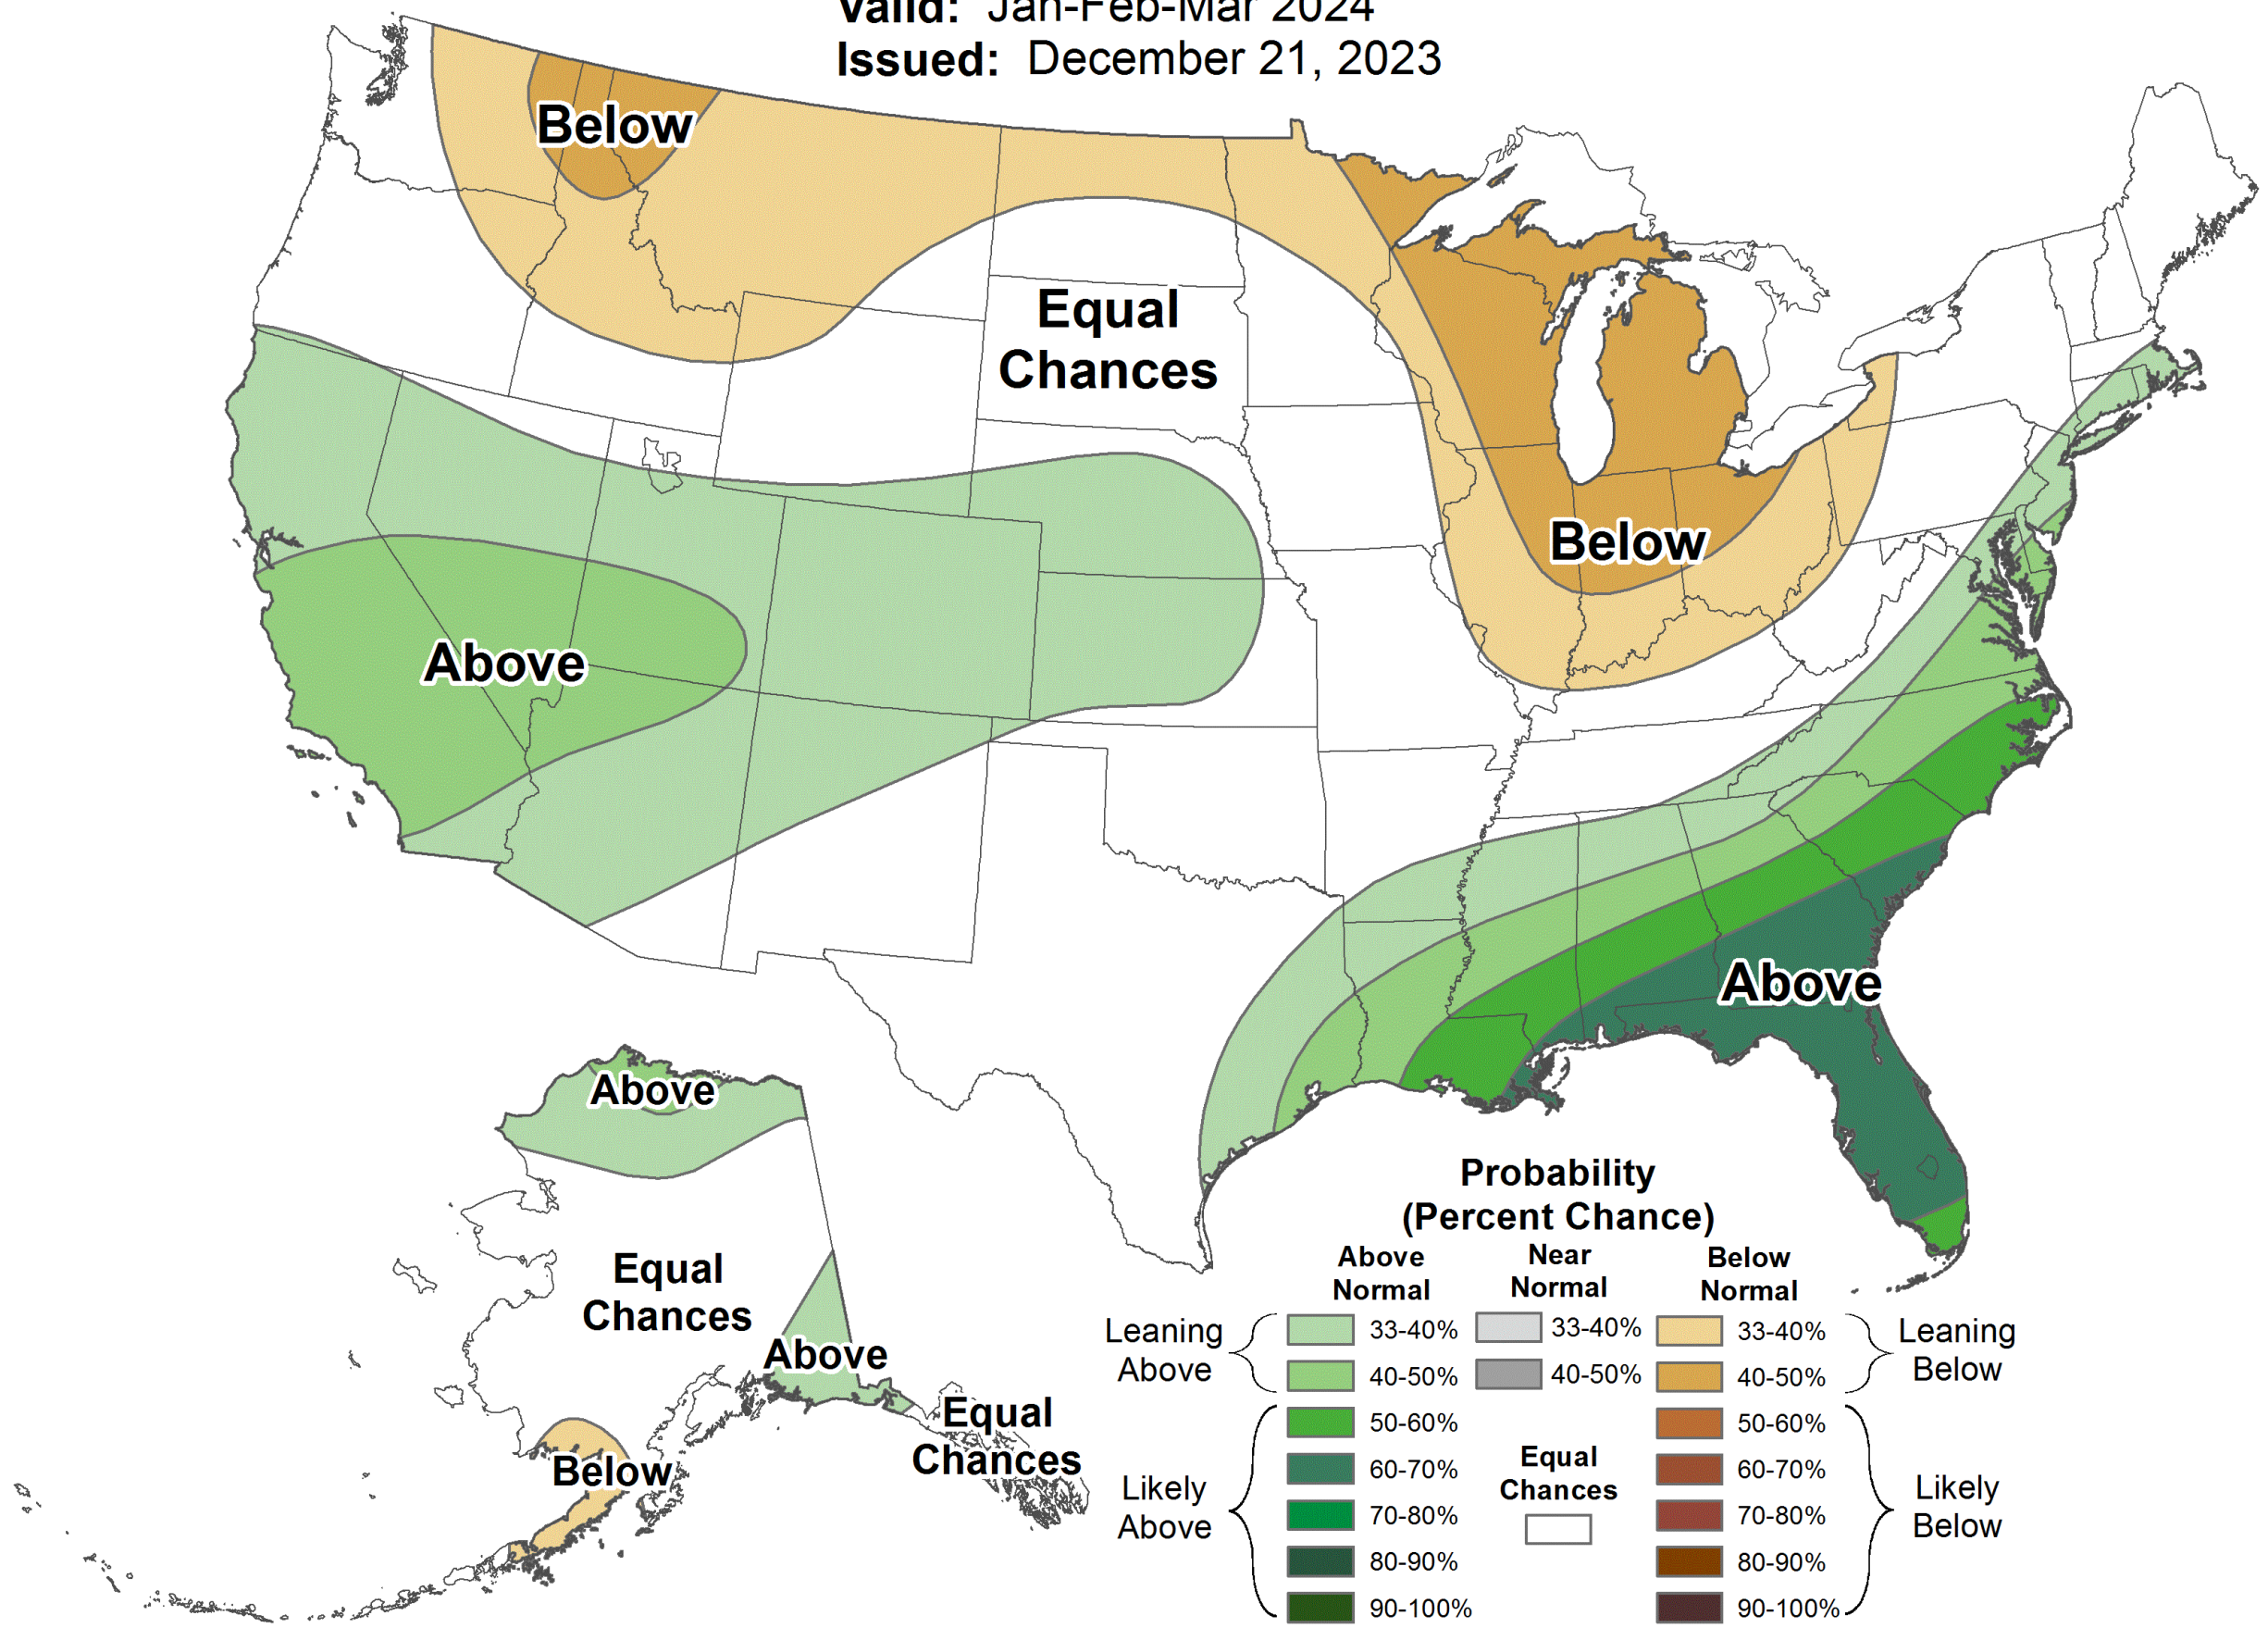 Valid: Jan-Feb-Mar 2024
Issued: December 21, 2023
Below
Equal
Chances
Below
Above
Above
Above
Equal
Chances
Above
Equal
Chances
Below
Probability
(Percent Chance)
Above
Normal
Near
Normal
Below
Normal
Leaning
Above
33-40%
40-50%
33-40%
40-50%
33-40%
40-50%
Leaning
Below
Likely
Above
50-60%
60-70%
70-80%
80-90%
90-100%
Equal
Chances
50-60%
60-70%
70-80%
80-90%
90-100%
Likely
Below